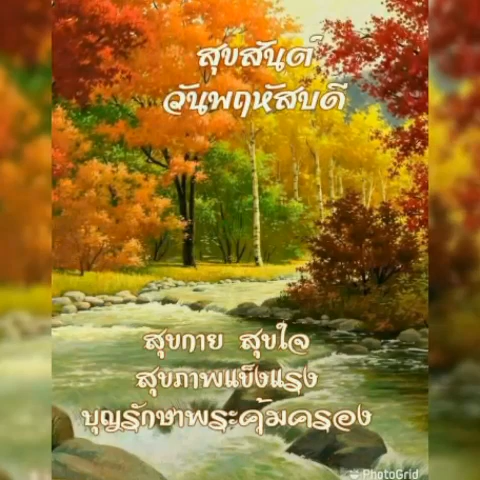 สุขสันต์
วันพฤหัสบดี
สุขกาย สุขใจ
สุขภาพแข็งแรง
บุญรักษาพระคุ้มครอง
PhotoGrid